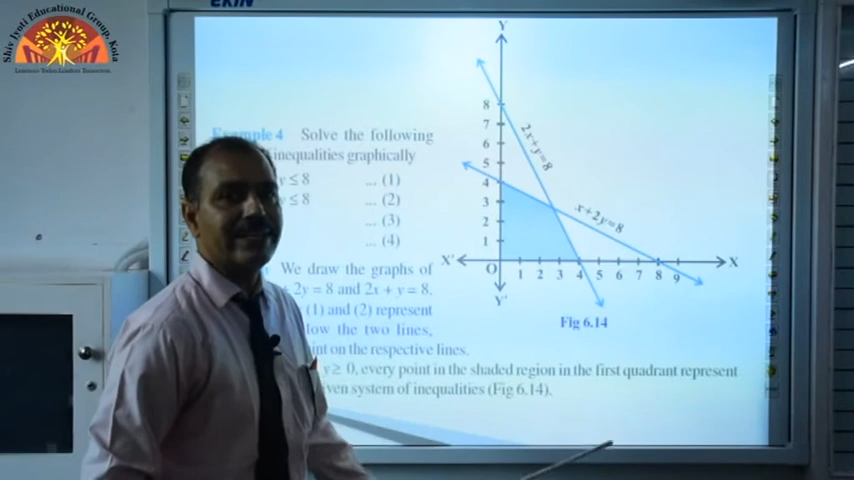 Shiv Jyoti Educational Group, Kota
EKIN
Example 4 Solve the following
inequalities graphically
y ≤ 8 ... (1)
y ≤ 8 ... (2)
... (3)
... (4)
We draw the graphs of
+ 2y = 8 and 2x + y = 8.
(1) and (2) represent
low the two lines,
int on the respective lines.
y ≥ 0, every point in the shaded region in the first quadrant represent
iven system of inequalities (Fig 6.14).
Y
8
7
6
5
4
3
2
1
2x+y=8
x+2y=8
X' O 1 2 3 4 5 6 7 8 9 X
Y'
Fig 6.14